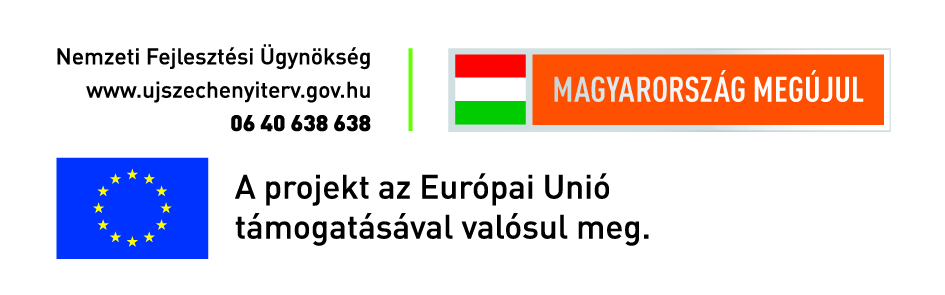 Nemzeti Fejlesztési Ügynökség
www.ujszechenyiterv.gov.hu
06 40 638 638
MAGYARORSZÁG MEGÚJUL
A projekt az Európai Unió
támogatásával valósul meg.